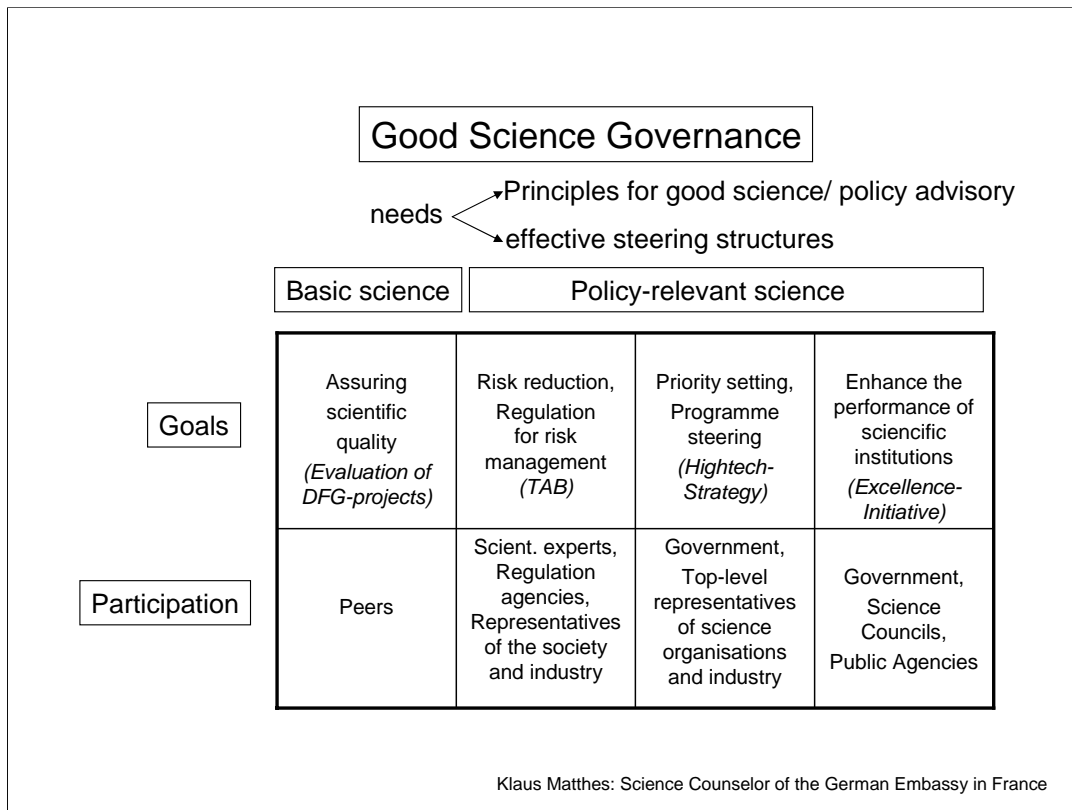 Good Science Governance
needs
Principles for good science/ policy advisory
effective steering structures
Basic science
Policy-relevant science
Goals
Assuring
scientific
quality
(Evaluation of
DFG-projects)
Risk reduction,
Regulation
for risk
management
(TAB)
Priority setting,
Programme
steering
(Hightech-
Strategy)
Enhance the
performance of
sciencific
institutions
(Excellence-
Initiative)
Participation
Peers
Scient. experts,
Regulation
agencies,
Representatives
of the society
and industry
Government,
Top-level
representatives
of science
organisations
and industry
Government,
Science
Councils,
Public Agencies
Klaus Matthes: Science Counselor of the German Embassy in France